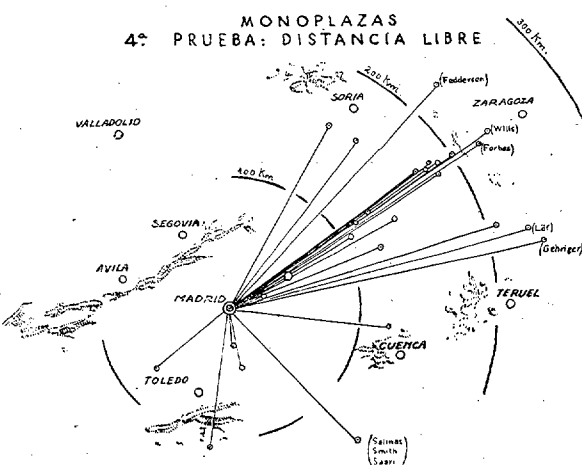 MONOPLAZAS
4ª PRUEBA: DISTANCIA LIBRE
300 Km.
200 Km.
(Feddersen)
SORIA
ZARAGOZA
VALLADOLID
(Wills)
(Forbes)
100 Km
SEGOVIA
(Lär)
(Gehriger)
AVILA
MADRID
TERUEL
CUENCA
TOLEDO
(Salinas
Smith
Saari)